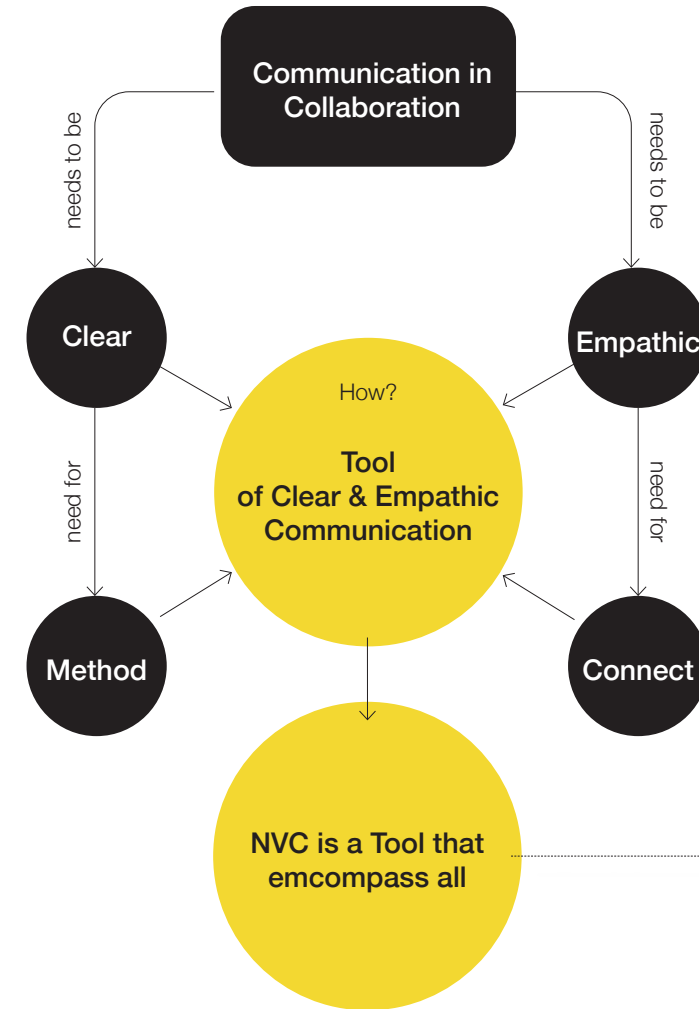 Communication in
Collaboration
needs to be
needs to be
Clear
Empathic
How?
Tool
of Clear & Empathic
Communication
need for
need for
Method
Connect
NVC is a Tool that
emcompass all